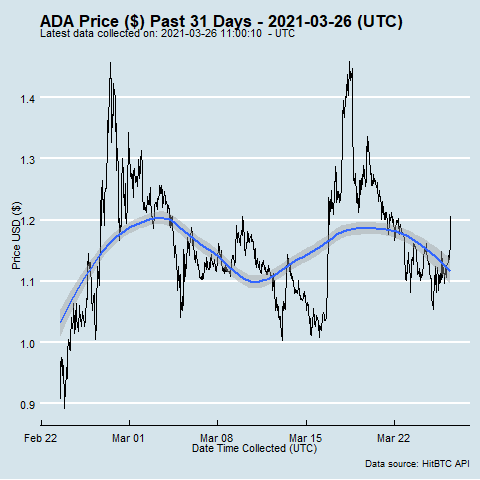 ADA Price ($) Past 31 Days - 2021-03-26 (UTC)
Latest data collected on: 2021-03-26 11:00:10 - UTC
1.4
1.3
1.2
1.1
1.0
0.9
Price USD ($)
Feb 22 Mar 01 Mar 08 Mar 15 Mar 22
Date Time Collected (UTC)
Data source: HitBTC API